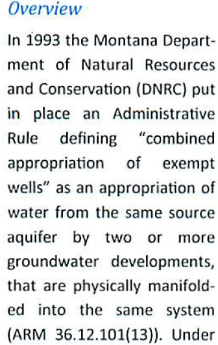 Overview
In 1993 the Montana Depart-
ment of Natural Resources
and Conservation (DNRC) put
in place an Administrative
Rule defining “combined
appropriation of exempt
wells” as an appropriation of
water from the same source
aquifer by two or more
groundwater developments,
that are physically manifold-
ed into the same system
(ARM 36.12.101(13)). Under